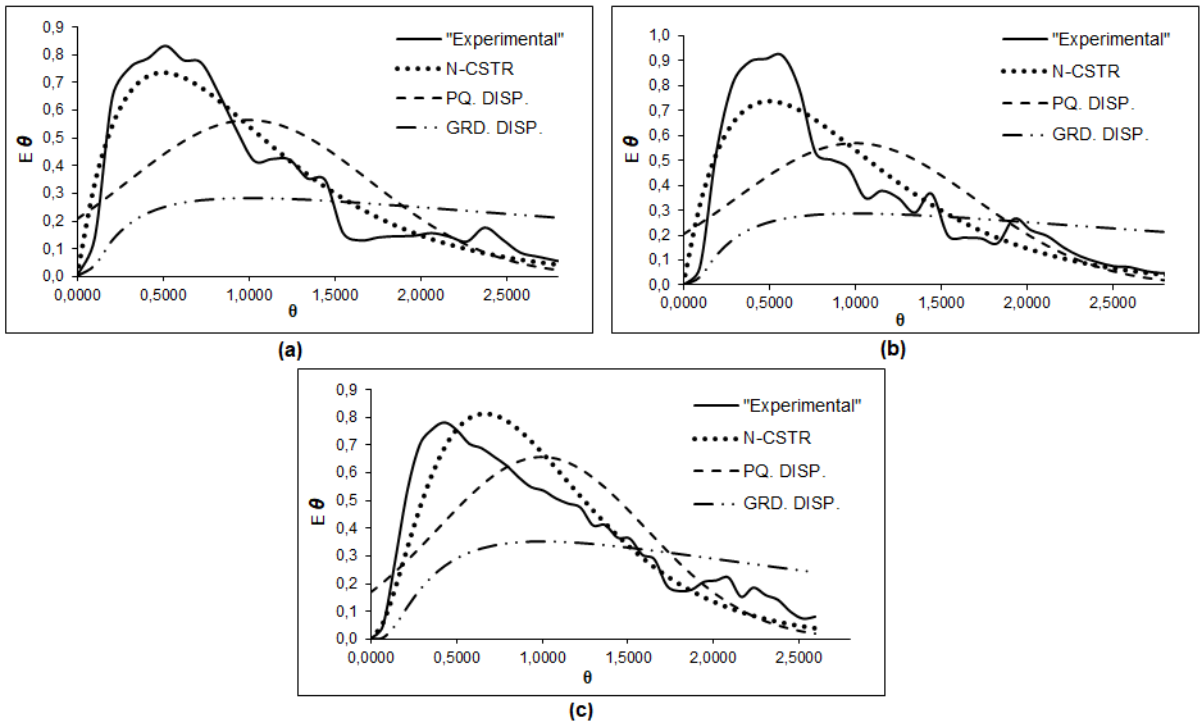 0,9
0,8
0,7
0,6
0,5
0,4
0,3
0,2
0,1
0,0
E θ
0,0000 0,5000 1,0000 1,5000 2,0000 2,5000
θ
"Experimental"
N-CSTR
PQ. DISP.
GRD. DISP.
(a)
1,0
0,9
0,8
0,7
0,6
0,5
0,4
0,3
0,2
0,1
0,0
E θ
0,0000 0,5000 1,0000 1,5000 2,0000 2,5000
θ
"Experimental"
N-CSTR
PQ. DISP.
GRD. DISP.
(b)
0,9
0,8
0,7
0,6
0,5
0,4
0,3
0,2
0,1
0,0
E θ
0,0000 0,5000 1,0000 1,5000 2,0000 2,5000
θ
"Experimental"
N-CSTR
PQ. DISP.
GRD. DISP.
(c)